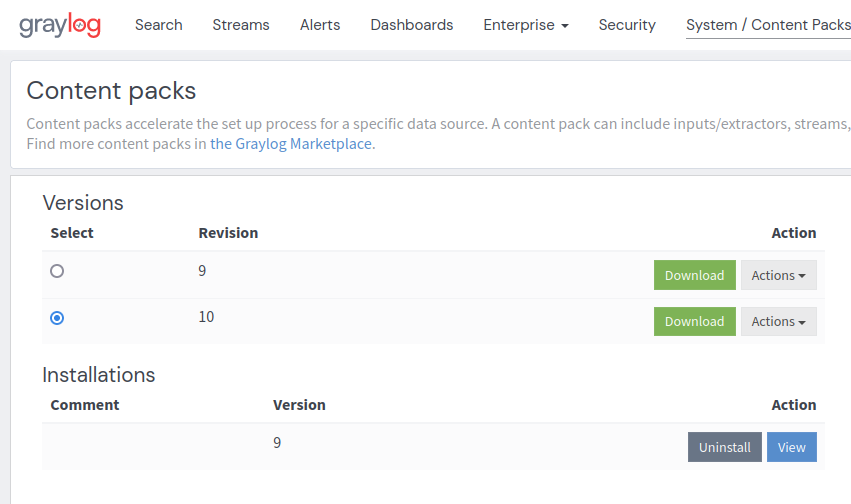 graylog Search Streams Alerts Dashboards Enterprise Security System / Content Packs
Content packs
Content packs accelerate the set up process for a specific data source. A content pack can include inputs/extractors, streams,
Find more content packs in the Graylog Marketplace.
Versions
Select Revision Action
9 Download Actions
10 Download Actions
Installations
Comment Version Action
9 Uninstall View